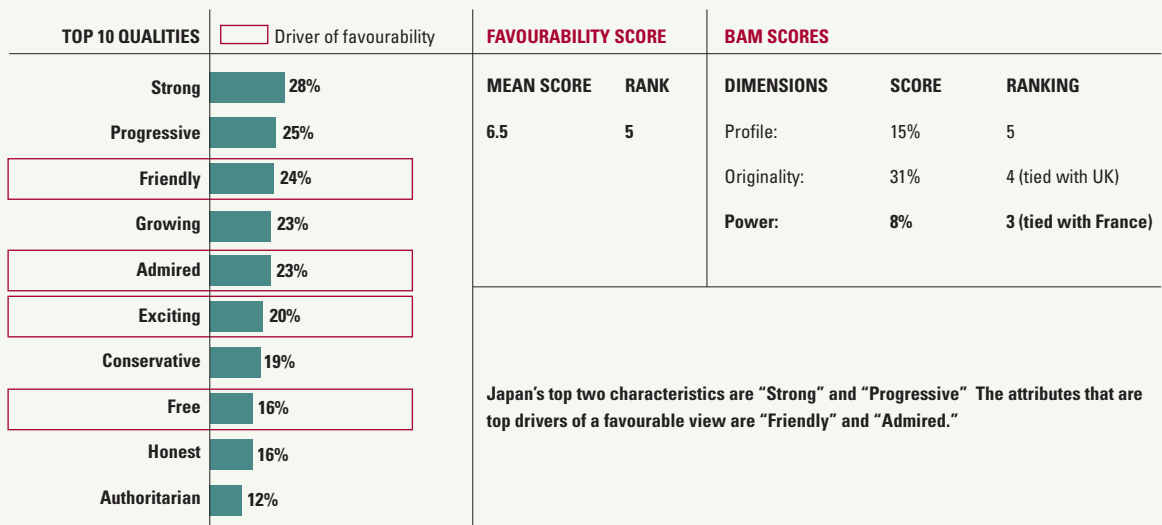 TOP 10 QUALITIES
Driver of favourability
Strong 28%
Progressive 25%
Friendly 24%
Growing 23%
Admired 23%
Exciting 20%
Conservative 19%
Free 16%
Honest 16%
Authoritarian 12%
FAVOURABILITY SCORE
MEAN SCORE RANK
6.5 5
BAM SCORES
DIMENSIONS SCORE RANKING
Profile: 15% 5
Originality: 31% 4 (tied with UK)
Power: 8% 3 (tied with France)
Japan’s top two characteristics are “Strong” and “Progressive” The attributes that are
top drivers of a favourable view are “Friendly” and “Admired.”